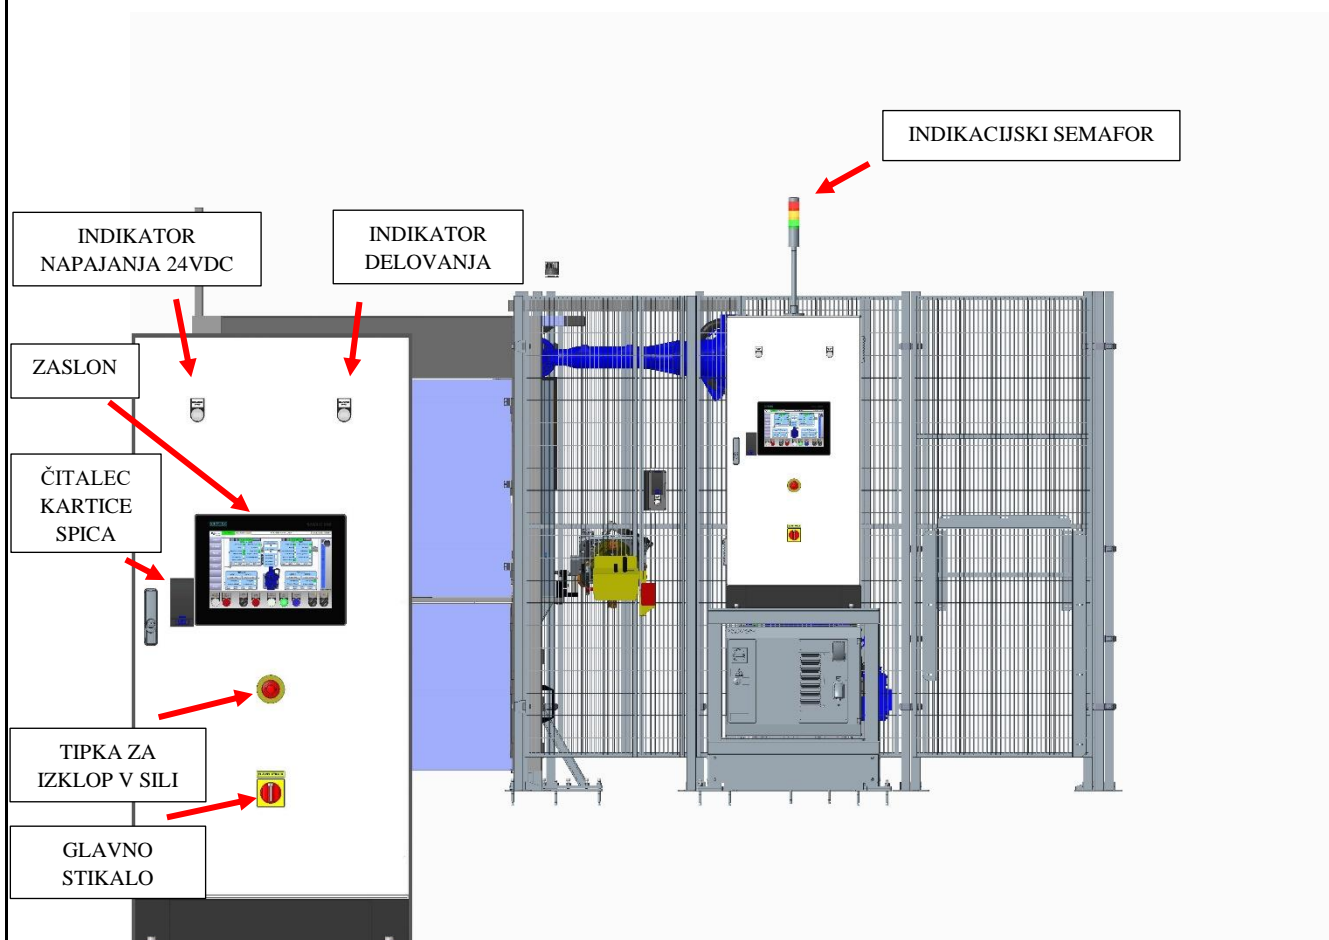 INDIKACIJSKI SEMAFOR
INDIKATOR
NAPAJANJA 24VDC
INDIKATOR
DELOVANJA
ZASLON
ČITALEC
KARTICE
SPICA
TIPKA ZA
IZKLOP V SILI
GLAVNO
STIKALO